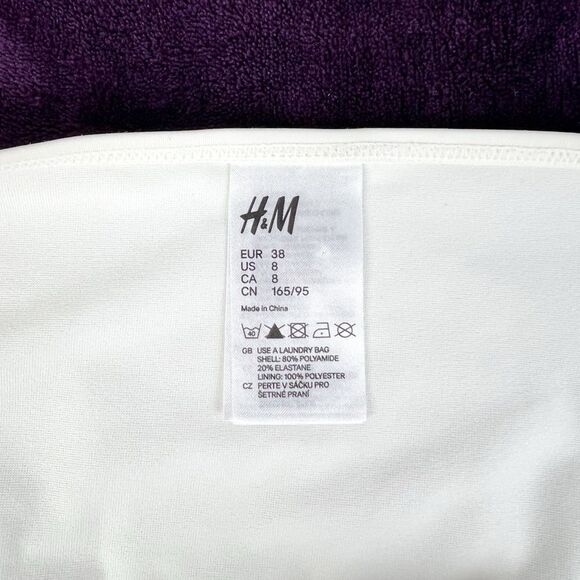 H&M
EUR 38
US 8
CA 8
CN 165/95
Made in China
40
GB USE A LAUNDRY BAG
SHELL: 80% POLYAMIDE
20% ELASTANE
LINING: 100% POLYESTER
CZ PERTE V SÁČKU PRO
ŠETRNÉ PRANÍ